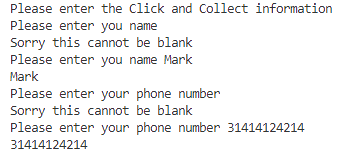 Please enter the Click and Collect information
Please enter you name
Sorry this cannot be blank
Please enter you name Mark
Mark
Please enter your phone number
Sorry this cannot be blank
Please enter your phone number 31414124214
31414124214